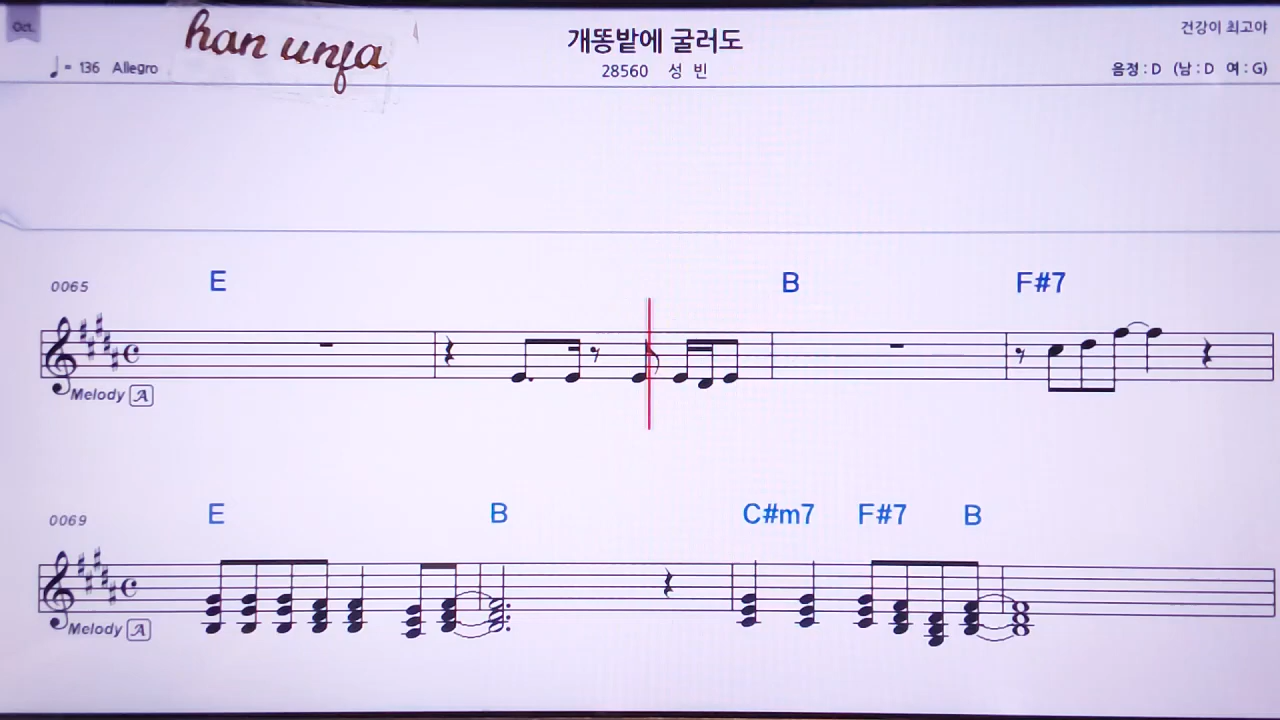 Oct.
han unfa
개똥밭에 굴러도
건강이 최고야
♩= 136 Allegro
28560 성 빈
음정 : D (남 : D 여 : G)
0065 E B F#7
Melody A
0069 E B C#m7 F#7 B
Melody A